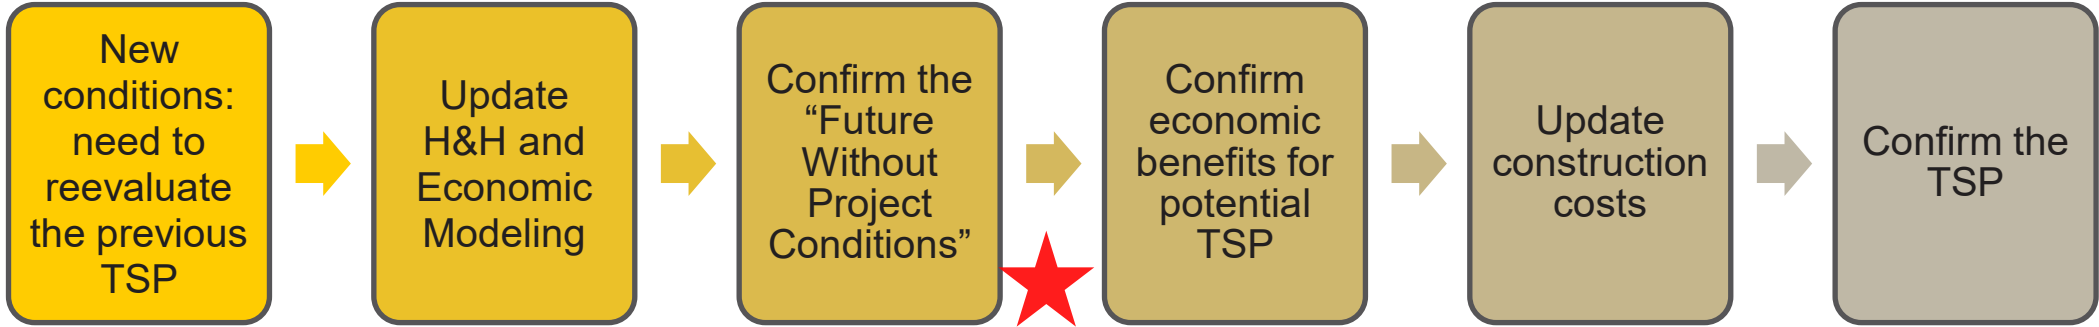 New
conditions:
need to
reevaluate
the previous
TSP
Update
H&H and
Economic
Modeling
Confirm the
“Future
Without
Project
Conditions”
Confirm
economic
benefits for
potential
TSP
Update
construction
costs
Confirm the
TSP